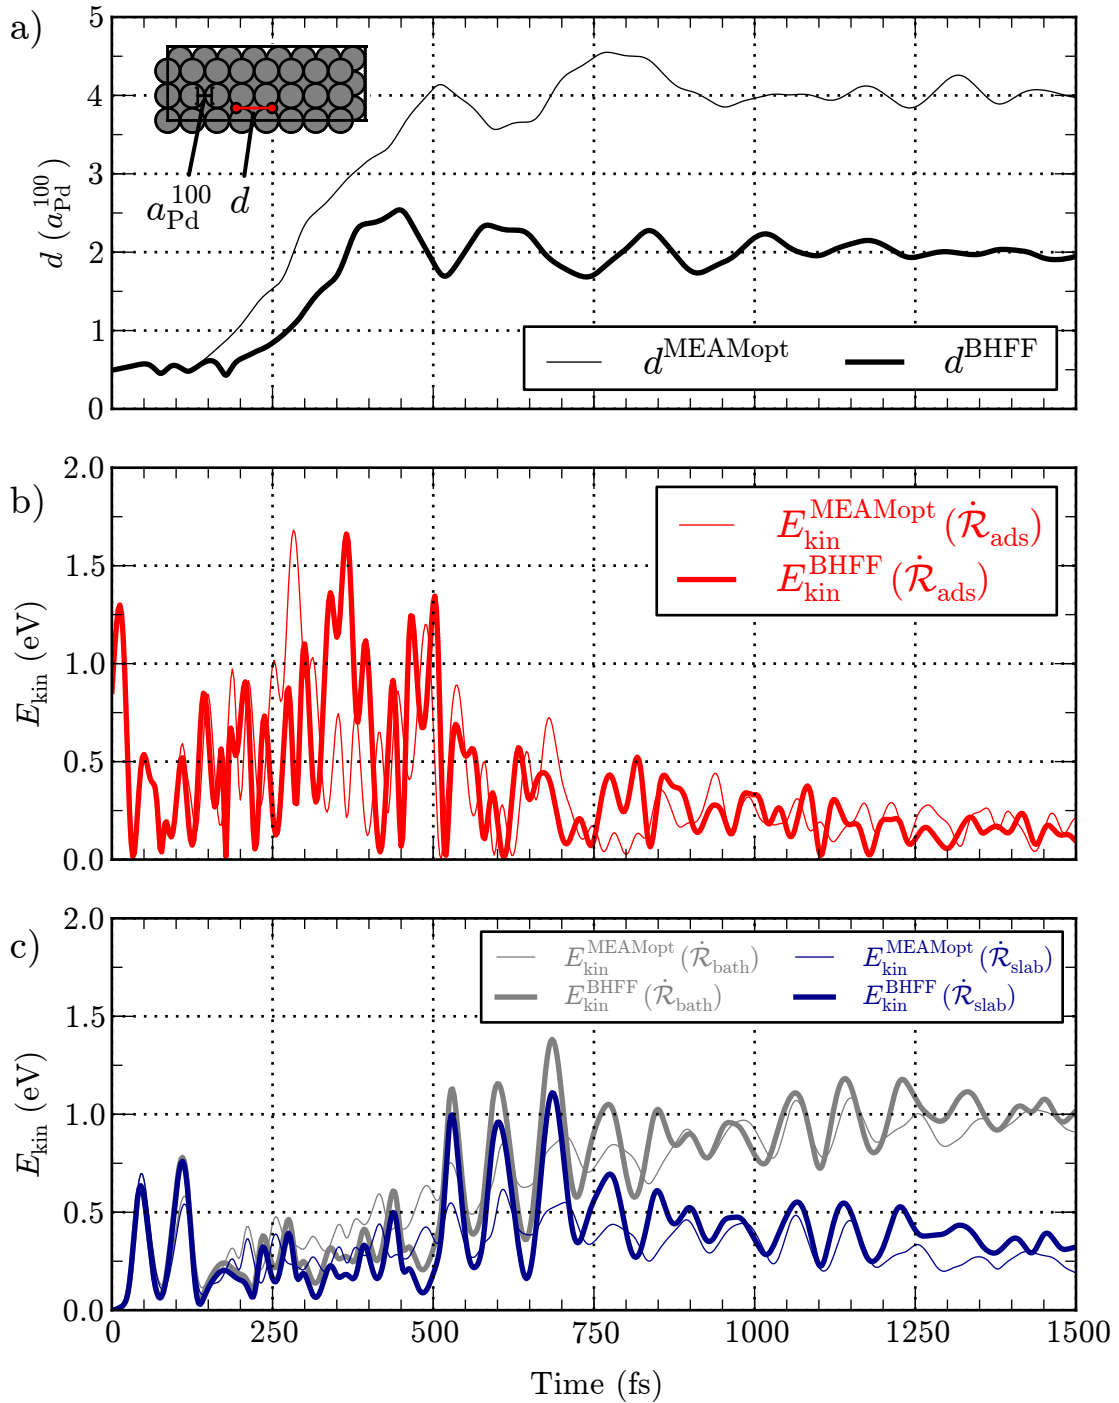 a)
5
4
3
2
1
0
d (a_Pd^100)
a_Pd^100
d
d^MEAMopt
d^BHFF
b)
2.0
1.5
1.0
0.5
0.0
E_kin (eV)
E_kin^MEAMopt (Ṙ_ads)
E_kin^BHFF (Ṙ_ads)
c)
2.0
1.5
1.0
0.5
0.0
E_kin (eV)
E_kin^MEAMopt (Ṙ_bath)
E_kin^BHFF (Ṙ_bath)
E_kin^MEAMopt (Ṙ_slab)
E_kin^BHFF (Ṙ_slab)
0 250 500 750 1000 1250 1500
Time (fs)